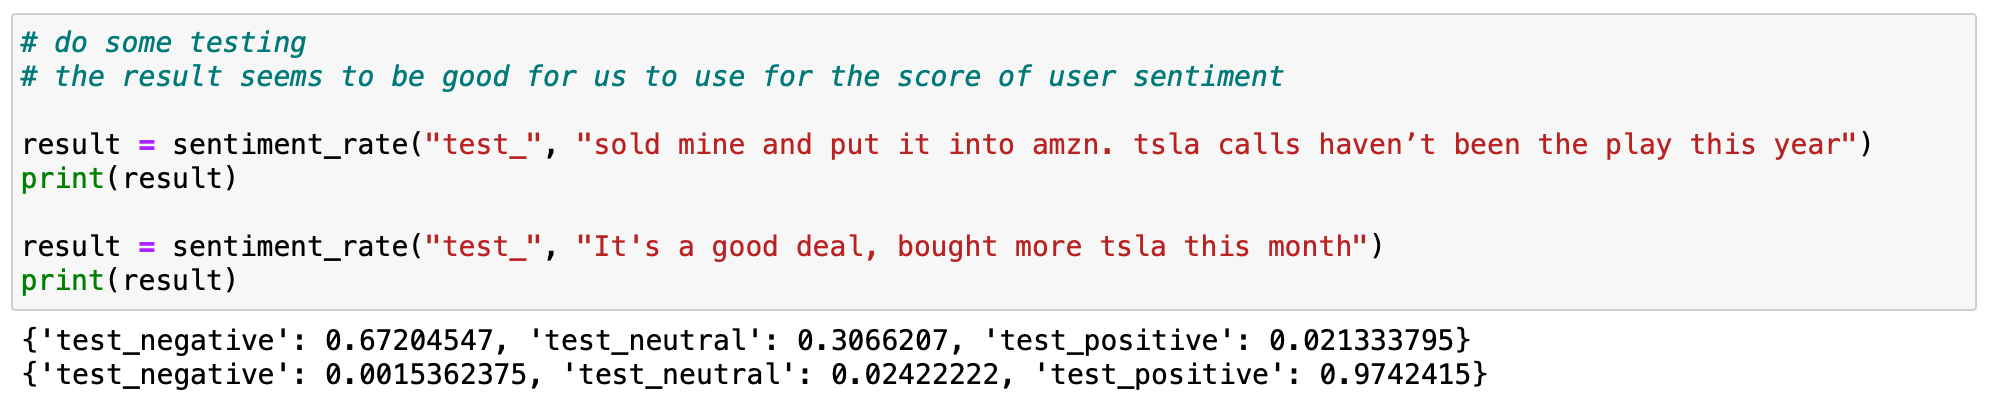 # do some testing
# the result seems to be good for us to use for the score of user sentiment
result = sentiment_rate("test_", "sold mine and put it into amzn. tsla calls haven’t been the play this year")
print(result)
result = sentiment_rate("test_", "It's a good deal, bought more tsla this month")
print(result)
{'test_negative': 0.67204547, 'test_neutral': 0.3066207, 'test_positive': 0.021333795}
{'test_negative': 0.0015362375, 'test_neutral': 0.02422222, 'test_positive': 0.9742415}